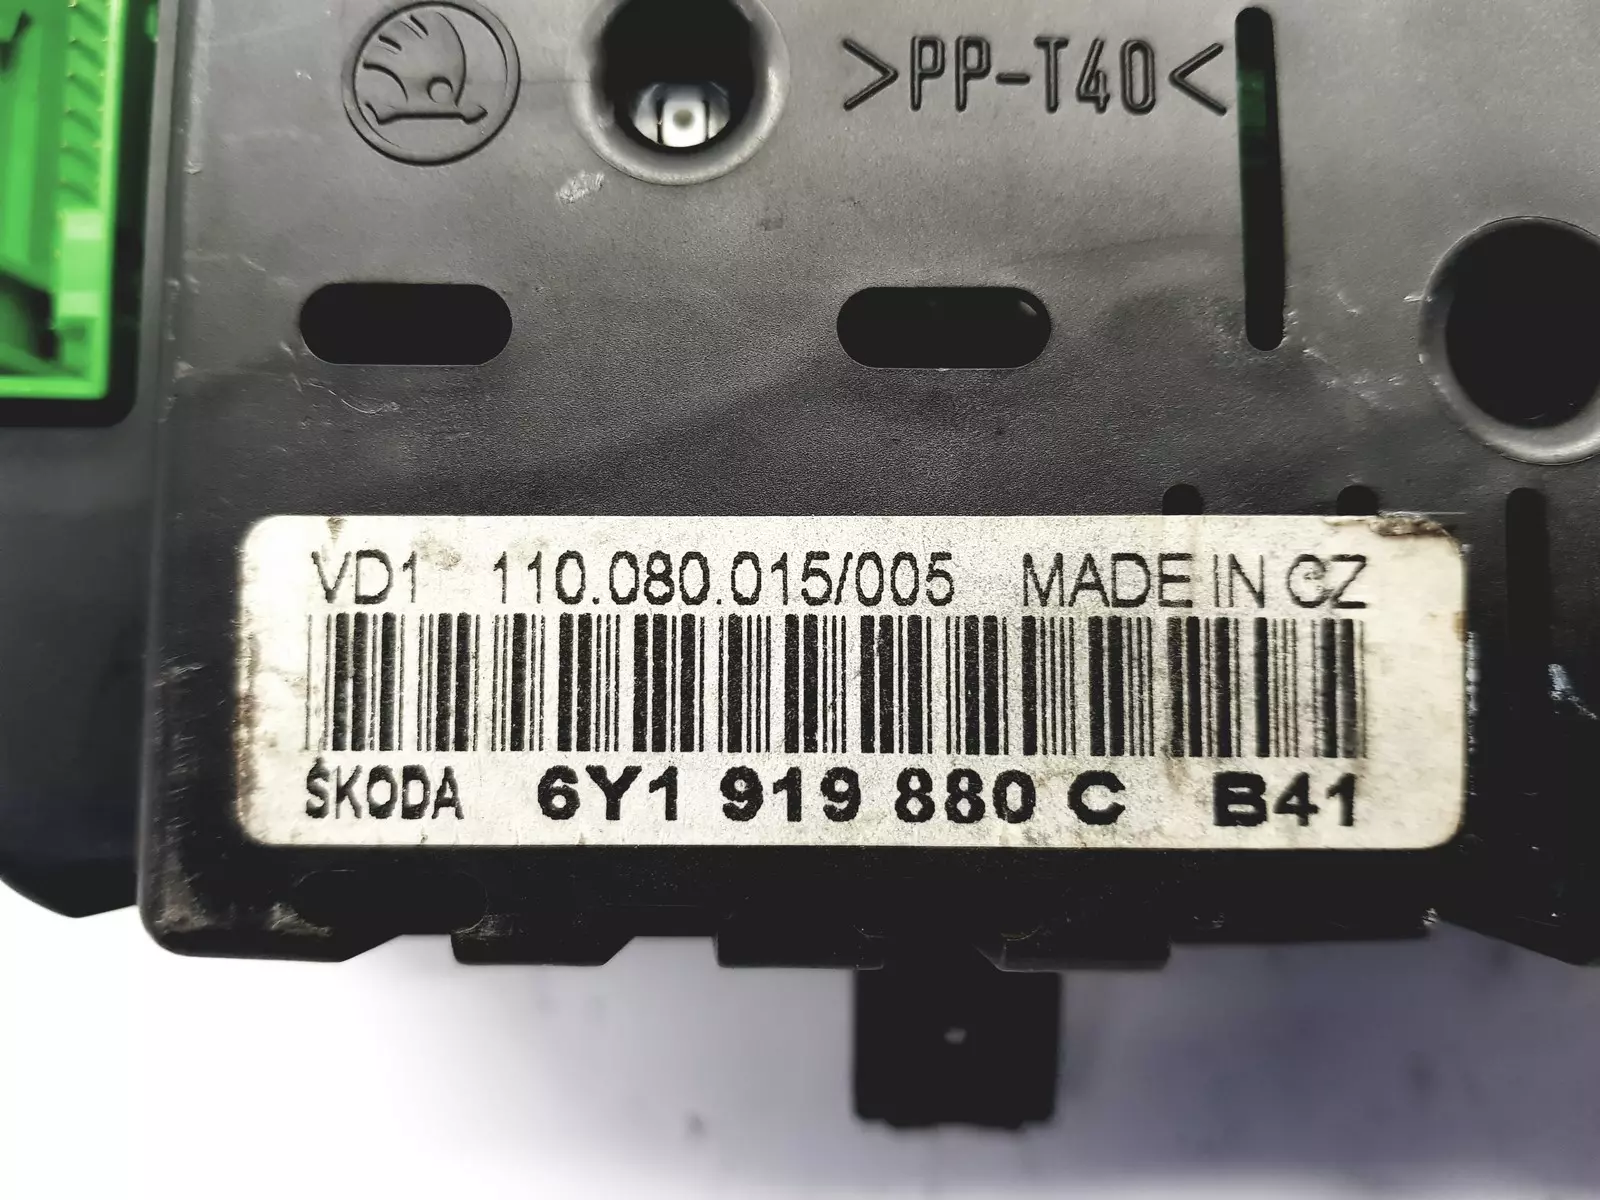 >PP-T40<
VD1 110.080.015/005 MADE IN CZ
ŠKODA 6Y1 919 880 C B41